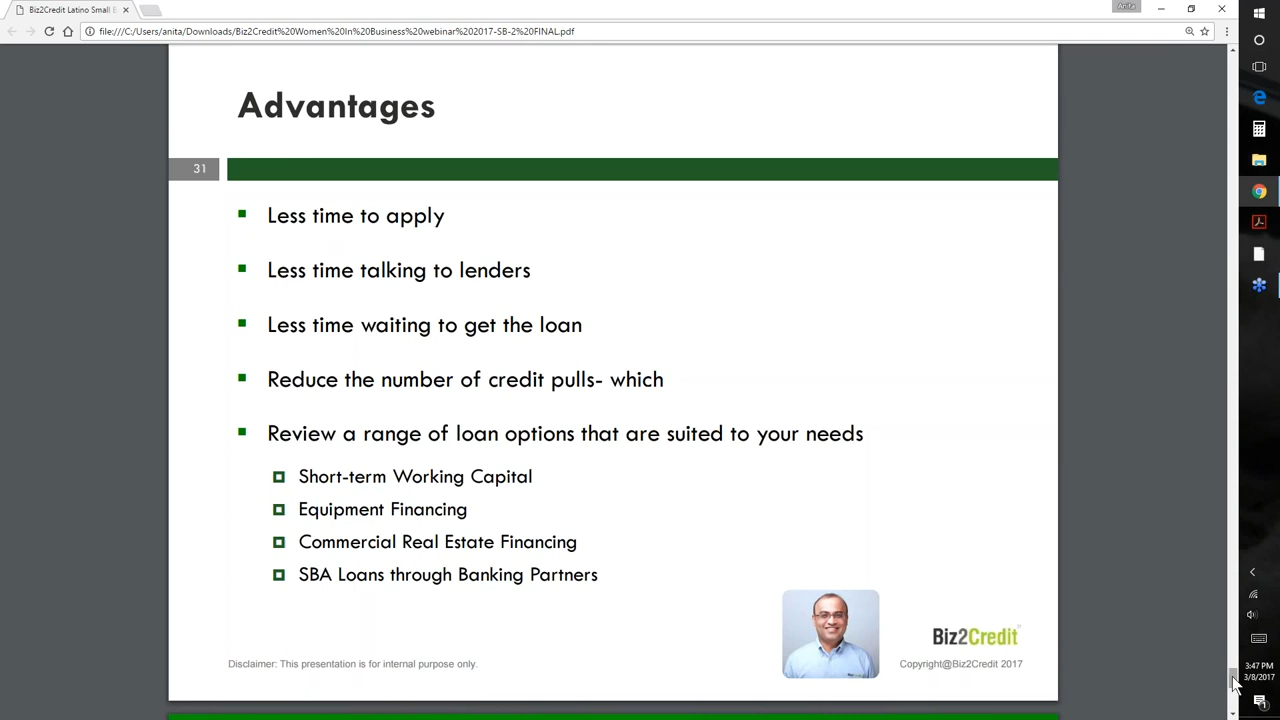 Biz2Credit Latino Small
Anita
file:///C:/Users/anita/Downloads/Biz2Credit%20Women%20In%20Business%20webinar%202017-SB-2%20FINAL.pdf
Advantages
31
Less time to apply
Less time talking to lenders
Less time waiting to get the loan
Reduce the number of credit pulls- which
Review a range of loan options that are suited to your needs
Short-term Working Capital
Equipment Financing
Commercial Real Estate Financing
SBA Loans through Banking Partners
Biz2Credit
Disclaimer: This presentation is for internal purpose only.
Copyright@Biz2Credit 2017
3:47 PM
3/8/2017
1